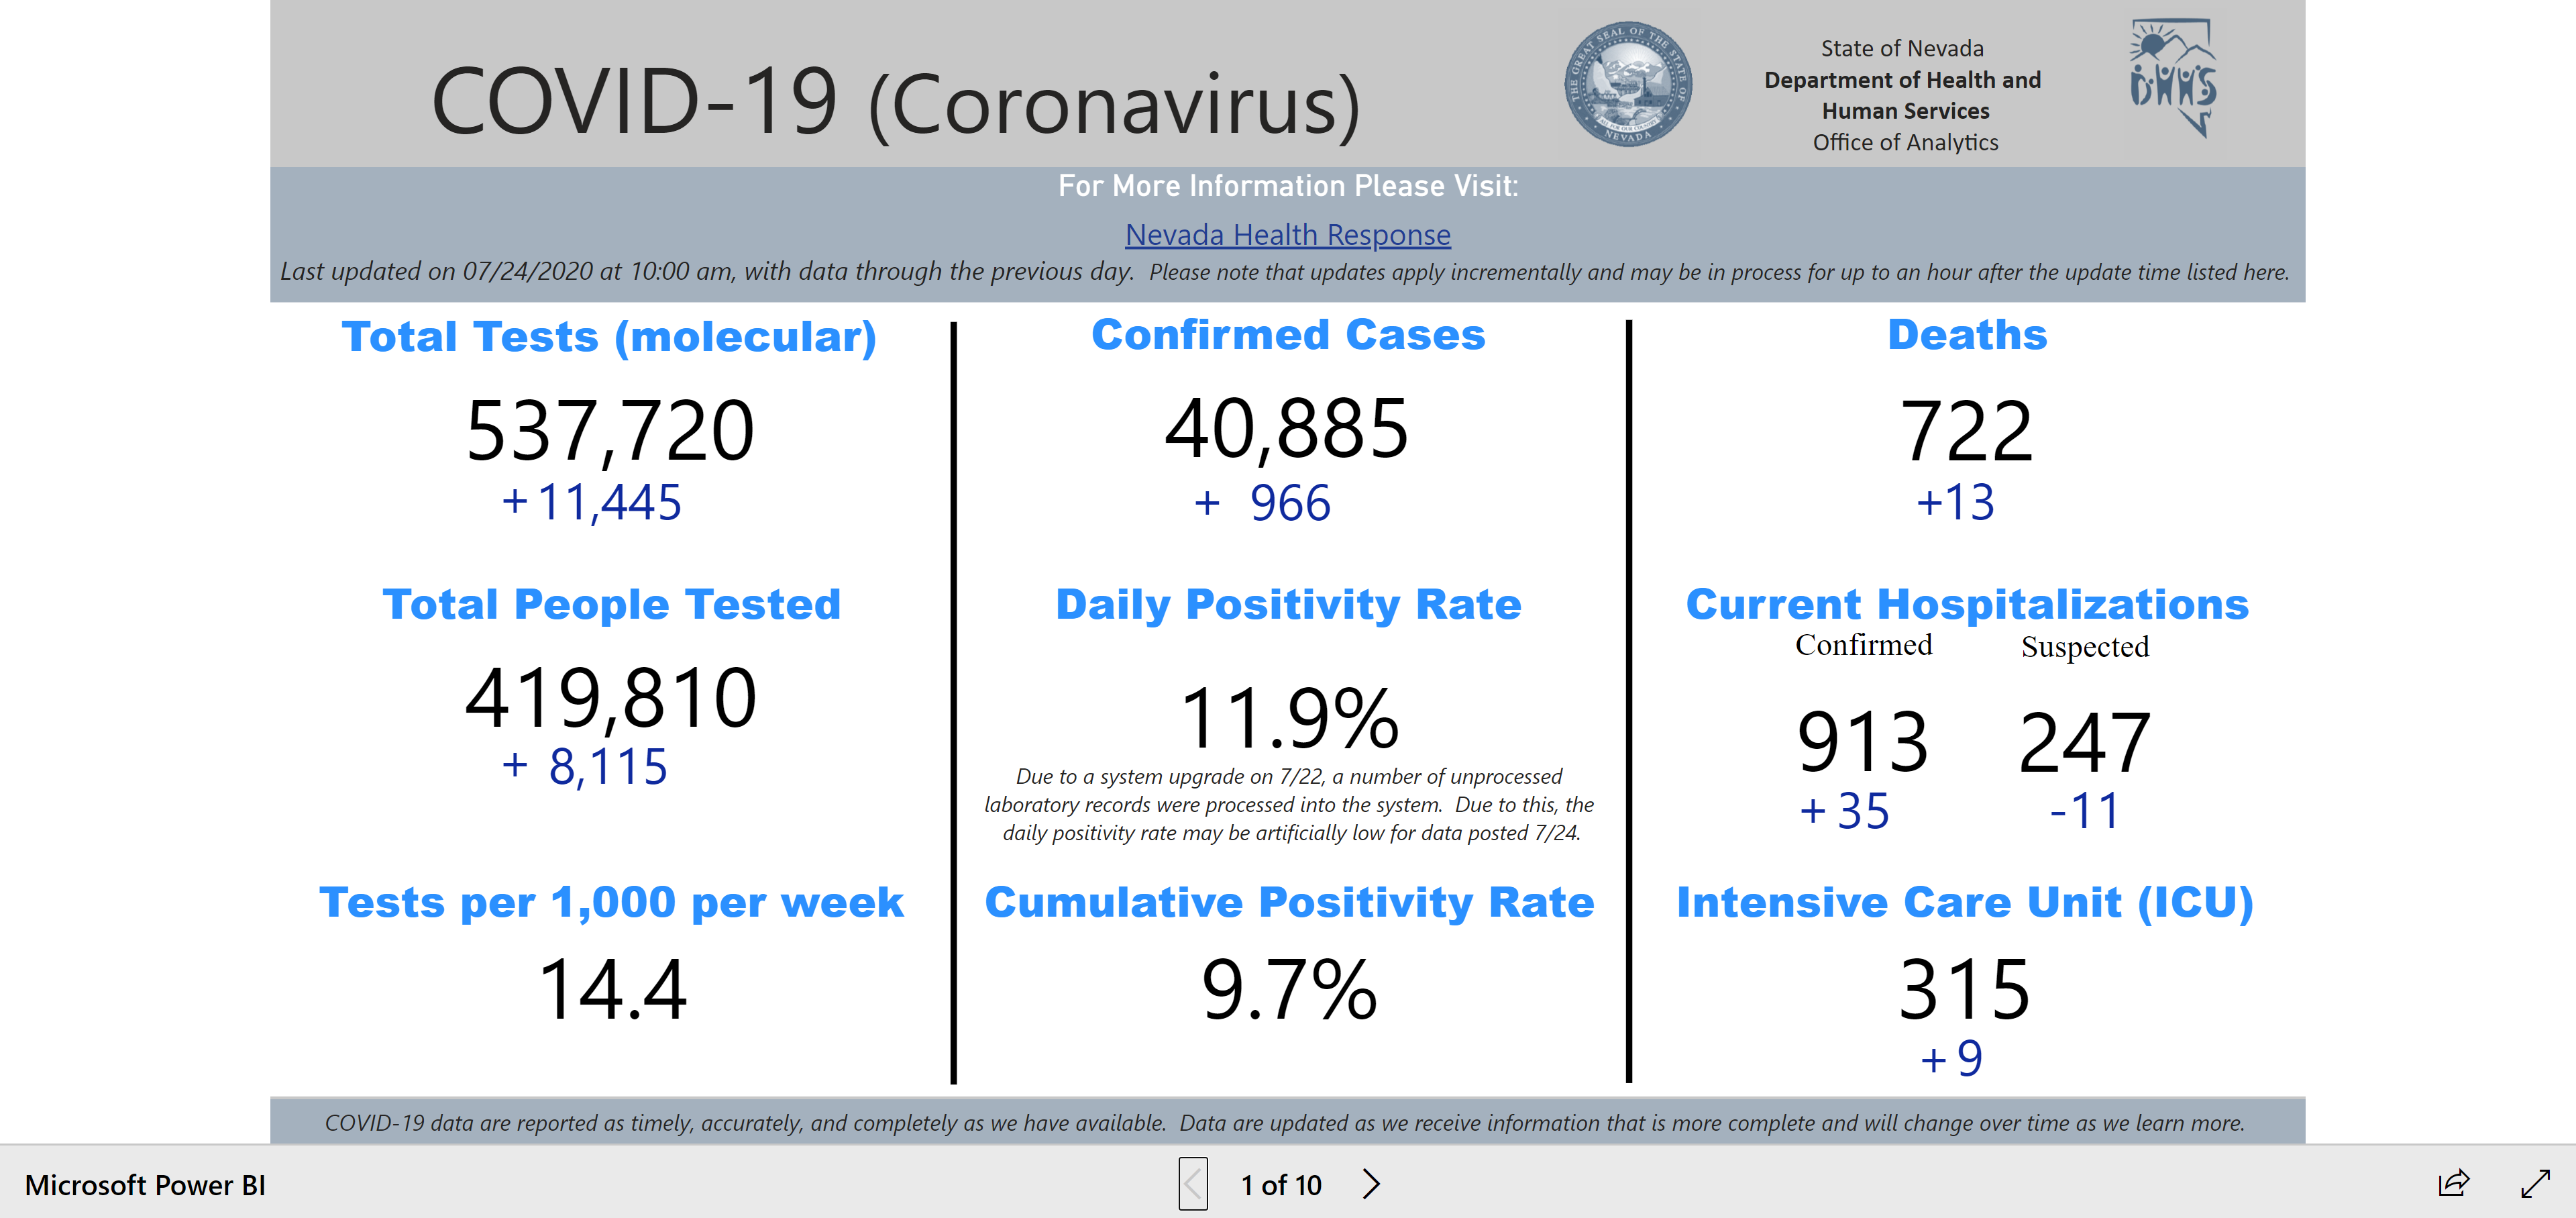 COVID-19 (Coronavirus)
THE GREAT SEAL OF THE STATE OF
ALL FOR OUR COUNTRY
NEVADA
State of Nevada
Department of Health and
Human Services
Office of Analytics
DHHS
For More Information Please Visit:
Nevada Health Response
Last updated on 07/24/2020 at 10:00 am, with data through the previous day. Please note that updates apply incrementally and may be in process for up to an hour after the update time listed here.
Total Tests (molecular)
537,720
+ 11,445
Total People Tested
419,810
+ 8,115
Tests per 1,000 per week
14.4
Confirmed Cases
40,885
+ 966
Daily Positivity Rate
11.9%
Due to a system upgrade on 7/22, a number of unprocessed
laboratory records were processed into the system. Due to this, the
daily positivity rate may be artificially low for data posted 7/24.
Cumulative Positivity Rate
9.7%
Deaths
722
+13
Current Hospitalizations
Confirmed Suspected
913 247
+ 35 -11
Intensive Care Unit (ICU)
315
+ 9
COVID-19 data are reported as timely, accurately, and completely as we have available. Data are updated as we receive information that is more complete and will change over time as we learn more.
Microsoft Power BI
1 of 10